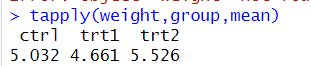 > tapply(weight,group,mean)
ctrl trt1 trt2
5.032 4.661 5.526